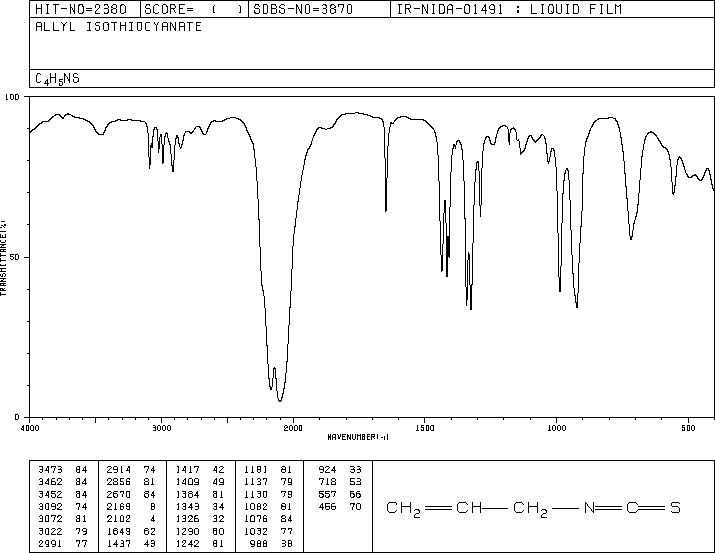 HIT-NO=2380 SCORE= ( ) SDBS-NO=3870 IR-NIDA-01491 : LIQUID FILM
ALLYL ISOTHIOCYANATE
C4H5NS
100
TRANSMITTANCE(%)
50
0
4000 3000 2000 1500 1000 500
WAVENUMBER(-1)
3473 84 2914 74 1417 42 1181 81 924 33
3462 84 2856 81 1409 49 1137 79 718 53
3452 84 2670 84 1384 81 1130 79 557 66
3092 74 2169 8 1343 34 1082 81 456 70
3072 81 2102 4 1326 32 1076 84
3022 79 1649 62 1290 60 1032 77
2991 77 1437 43 1242 81 988 38
CH2 CH CH2 N C S